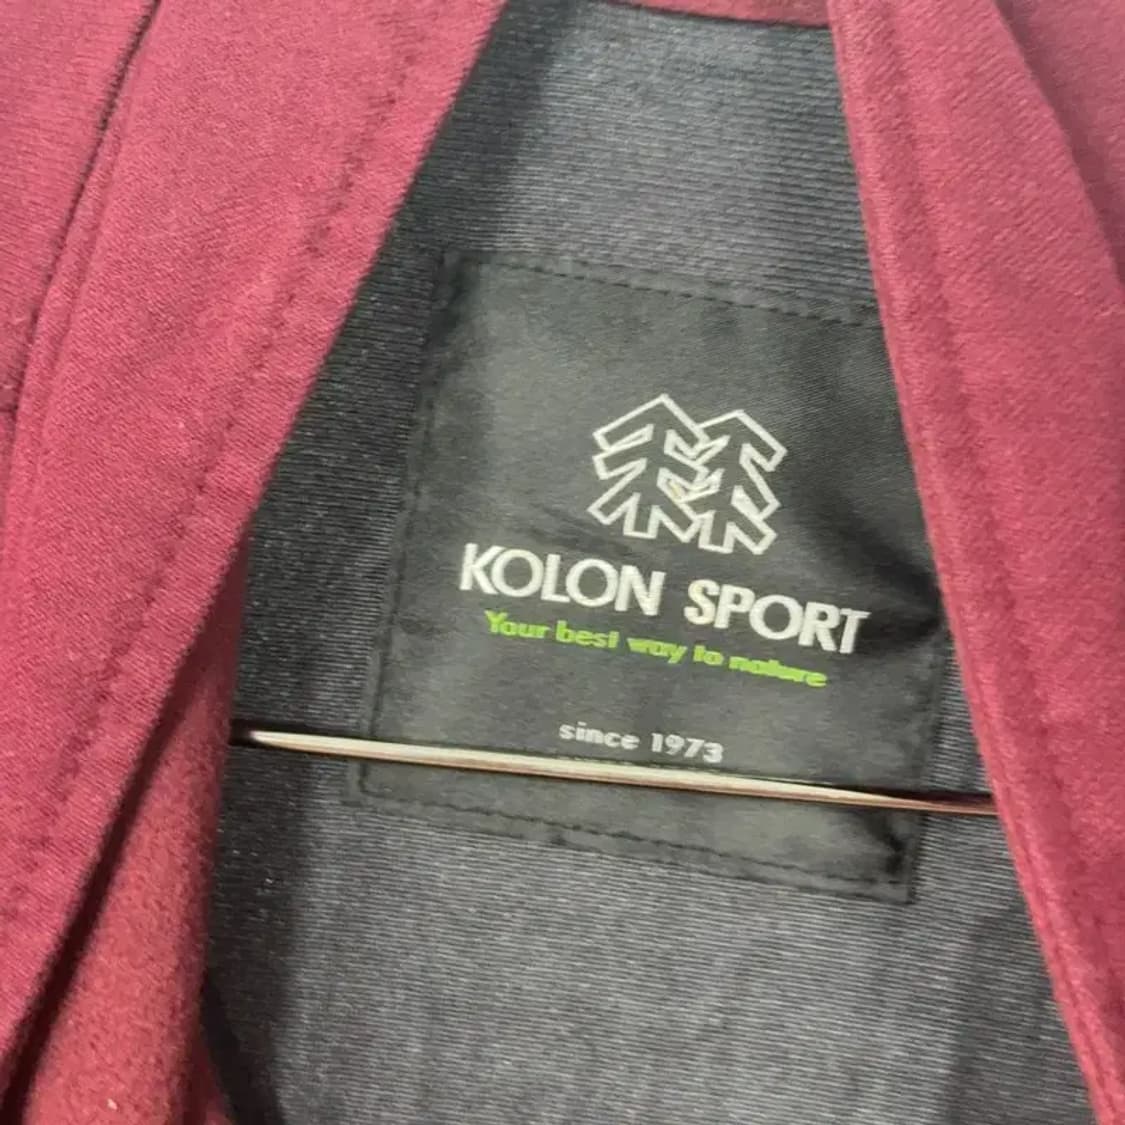 KOLON SPORT
Your best way to nature
since 1973